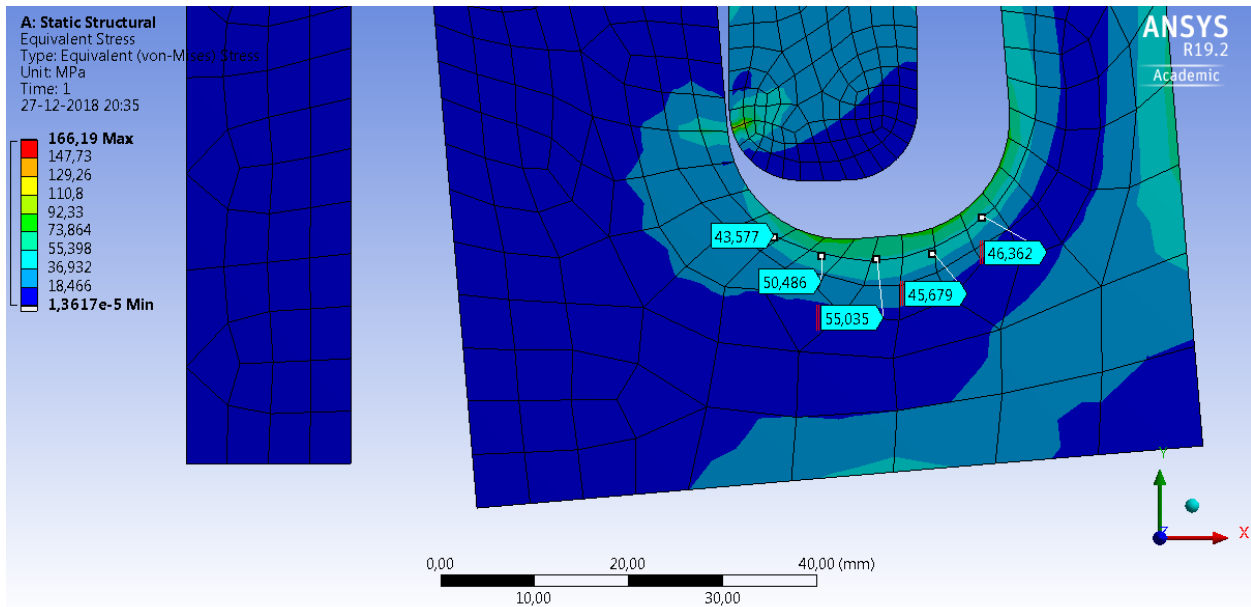 A: Static Structural
Equivalent Stress
Type: Equivalent (von-Mises) Stress
Unit: MPa
Time: 1
27-12-2018 20:35
166,19 Max
147,73
129,26
110,8
92,33
73,864
55,398
36,932
18,466
1,3617e-5 Min
ANSYS
R19.2
Academic
43,577
50,486
55,035
45,679
46,362
0,00
20,00
40,00 (mm)
10,00
30,00
Y
Z
X